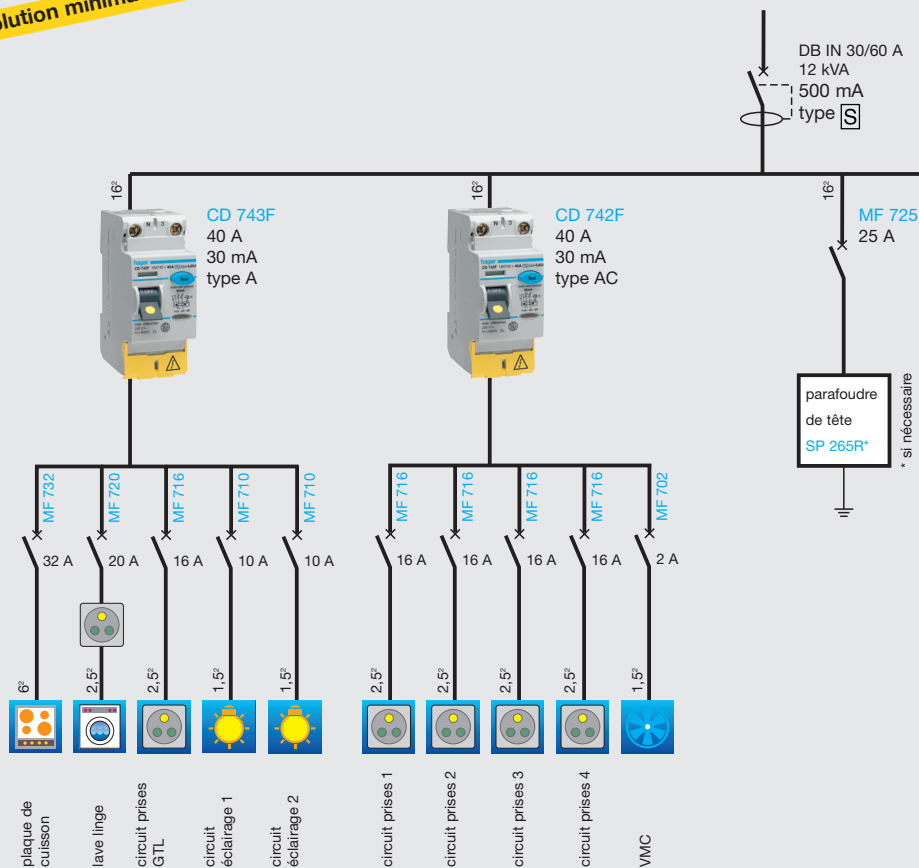 olution minima
DB IN 30/60 A
12 kVA
500 mA
type S
16²
CD 743F
40 A
30 mA
type A
16²
CD 742F
40 A
30 mA
type AC
16²
MF 725
25 A
parafoudre
de tête
SP 265R*
* si nécessaire
hager
hager
MF 732
MF 720
MF 716
MF 710
MF 710
MF 716
MF 716
MF 716
MF 716
MF 702
32 A
20 A
16 A
10 A
10 A
16 A
16 A
16 A
16 A
2 A
6²
2,5²
2,5²
1,5²
1,5²
2,5²
2,5²
2,5²
2,5²
1,5²
plaque de
cuisson
lave linge
circuit prises
GTL
circuit
éclairage 1
circuit
éclairage 2
circuit prises 1
circuit prises 2
circuit prises 3
circuit prises 4
VMC